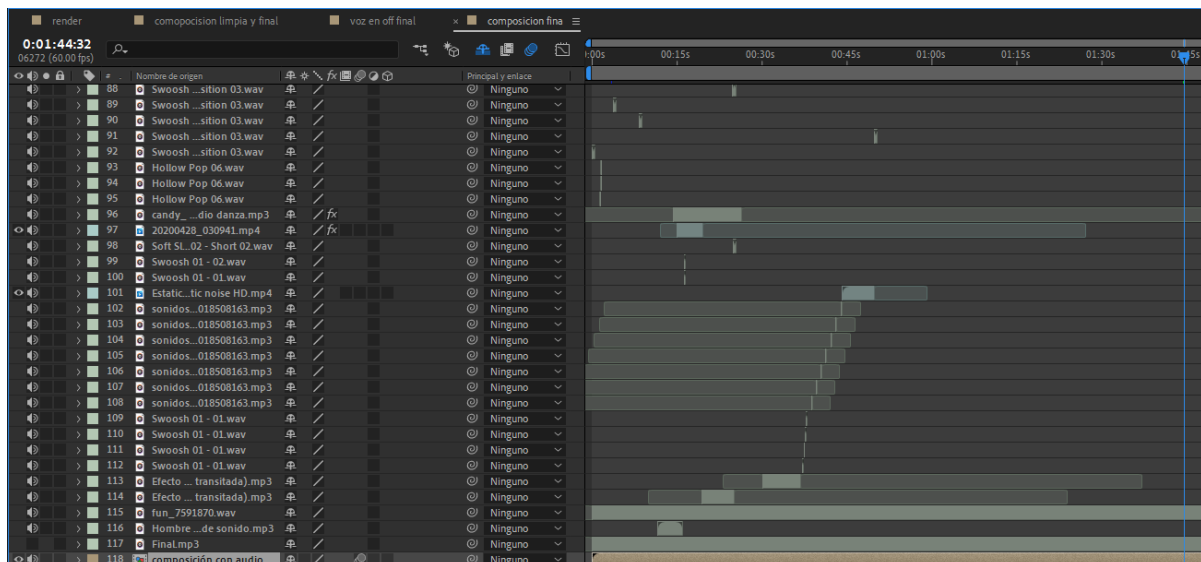 render comopocision limpia y final voz en off final × composicion fina
0:01:44:32
06272 (60.00 fps)
:00s 00:15s 00:30s 00:45s 01:00s 01:15s 01:30s 01:45s
# Nombre de origen fx Principal y enlace
88 Swoosh ...sition 03.wav Ninguno
89 Swoosh ...sition 03.wav Ninguno
90 Swoosh ...sition 03.wav Ninguno
91 Swoosh ...sition 03.wav Ninguno
92 Swoosh ...sition 03.wav Ninguno
93 Hollow Pop 06.wav Ninguno
94 Hollow Pop 06.wav Ninguno
95 Hollow Pop 06.wav Ninguno
96 candy_ ...dio danza.mp3 fx Ninguno
97 20200428_030941.mp4 fx Ninguno
98 Soft Sl...02 - Short 02.wav Ninguno
99 Swoosh 01 - 02.wav Ninguno
100 Swoosh 01 - 01.wav Ninguno
101 Estatic...tic noise HD.mp4 Ninguno
102 sonidos...018508163.mp3 Ninguno
103 sonidos...018508163.mp3 Ninguno
104 sonidos...018508163.mp3 Ninguno
105 sonidos...018508163.mp3 Ninguno
106 sonidos...018508163.mp3 Ninguno
107 sonidos...018508163.mp3 Ninguno
108 sonidos...018508163.mp3 Ninguno
109 Swoosh 01 - 01.wav Ninguno
110 Swoosh 01 - 01.wav Ninguno
111 Swoosh 01 - 01.wav Ninguno
112 Swoosh 01 - 01.wav Ninguno
113 Efecto ... transitada).mp3 Ninguno
114 Efecto ... transitada).mp3 Ninguno
115 fun_7591870.wav Ninguno
116 Hombre ...de sonido.mp3 Ninguno
117 Final.mp3 Ninguno
118 composición con audio Ninguno